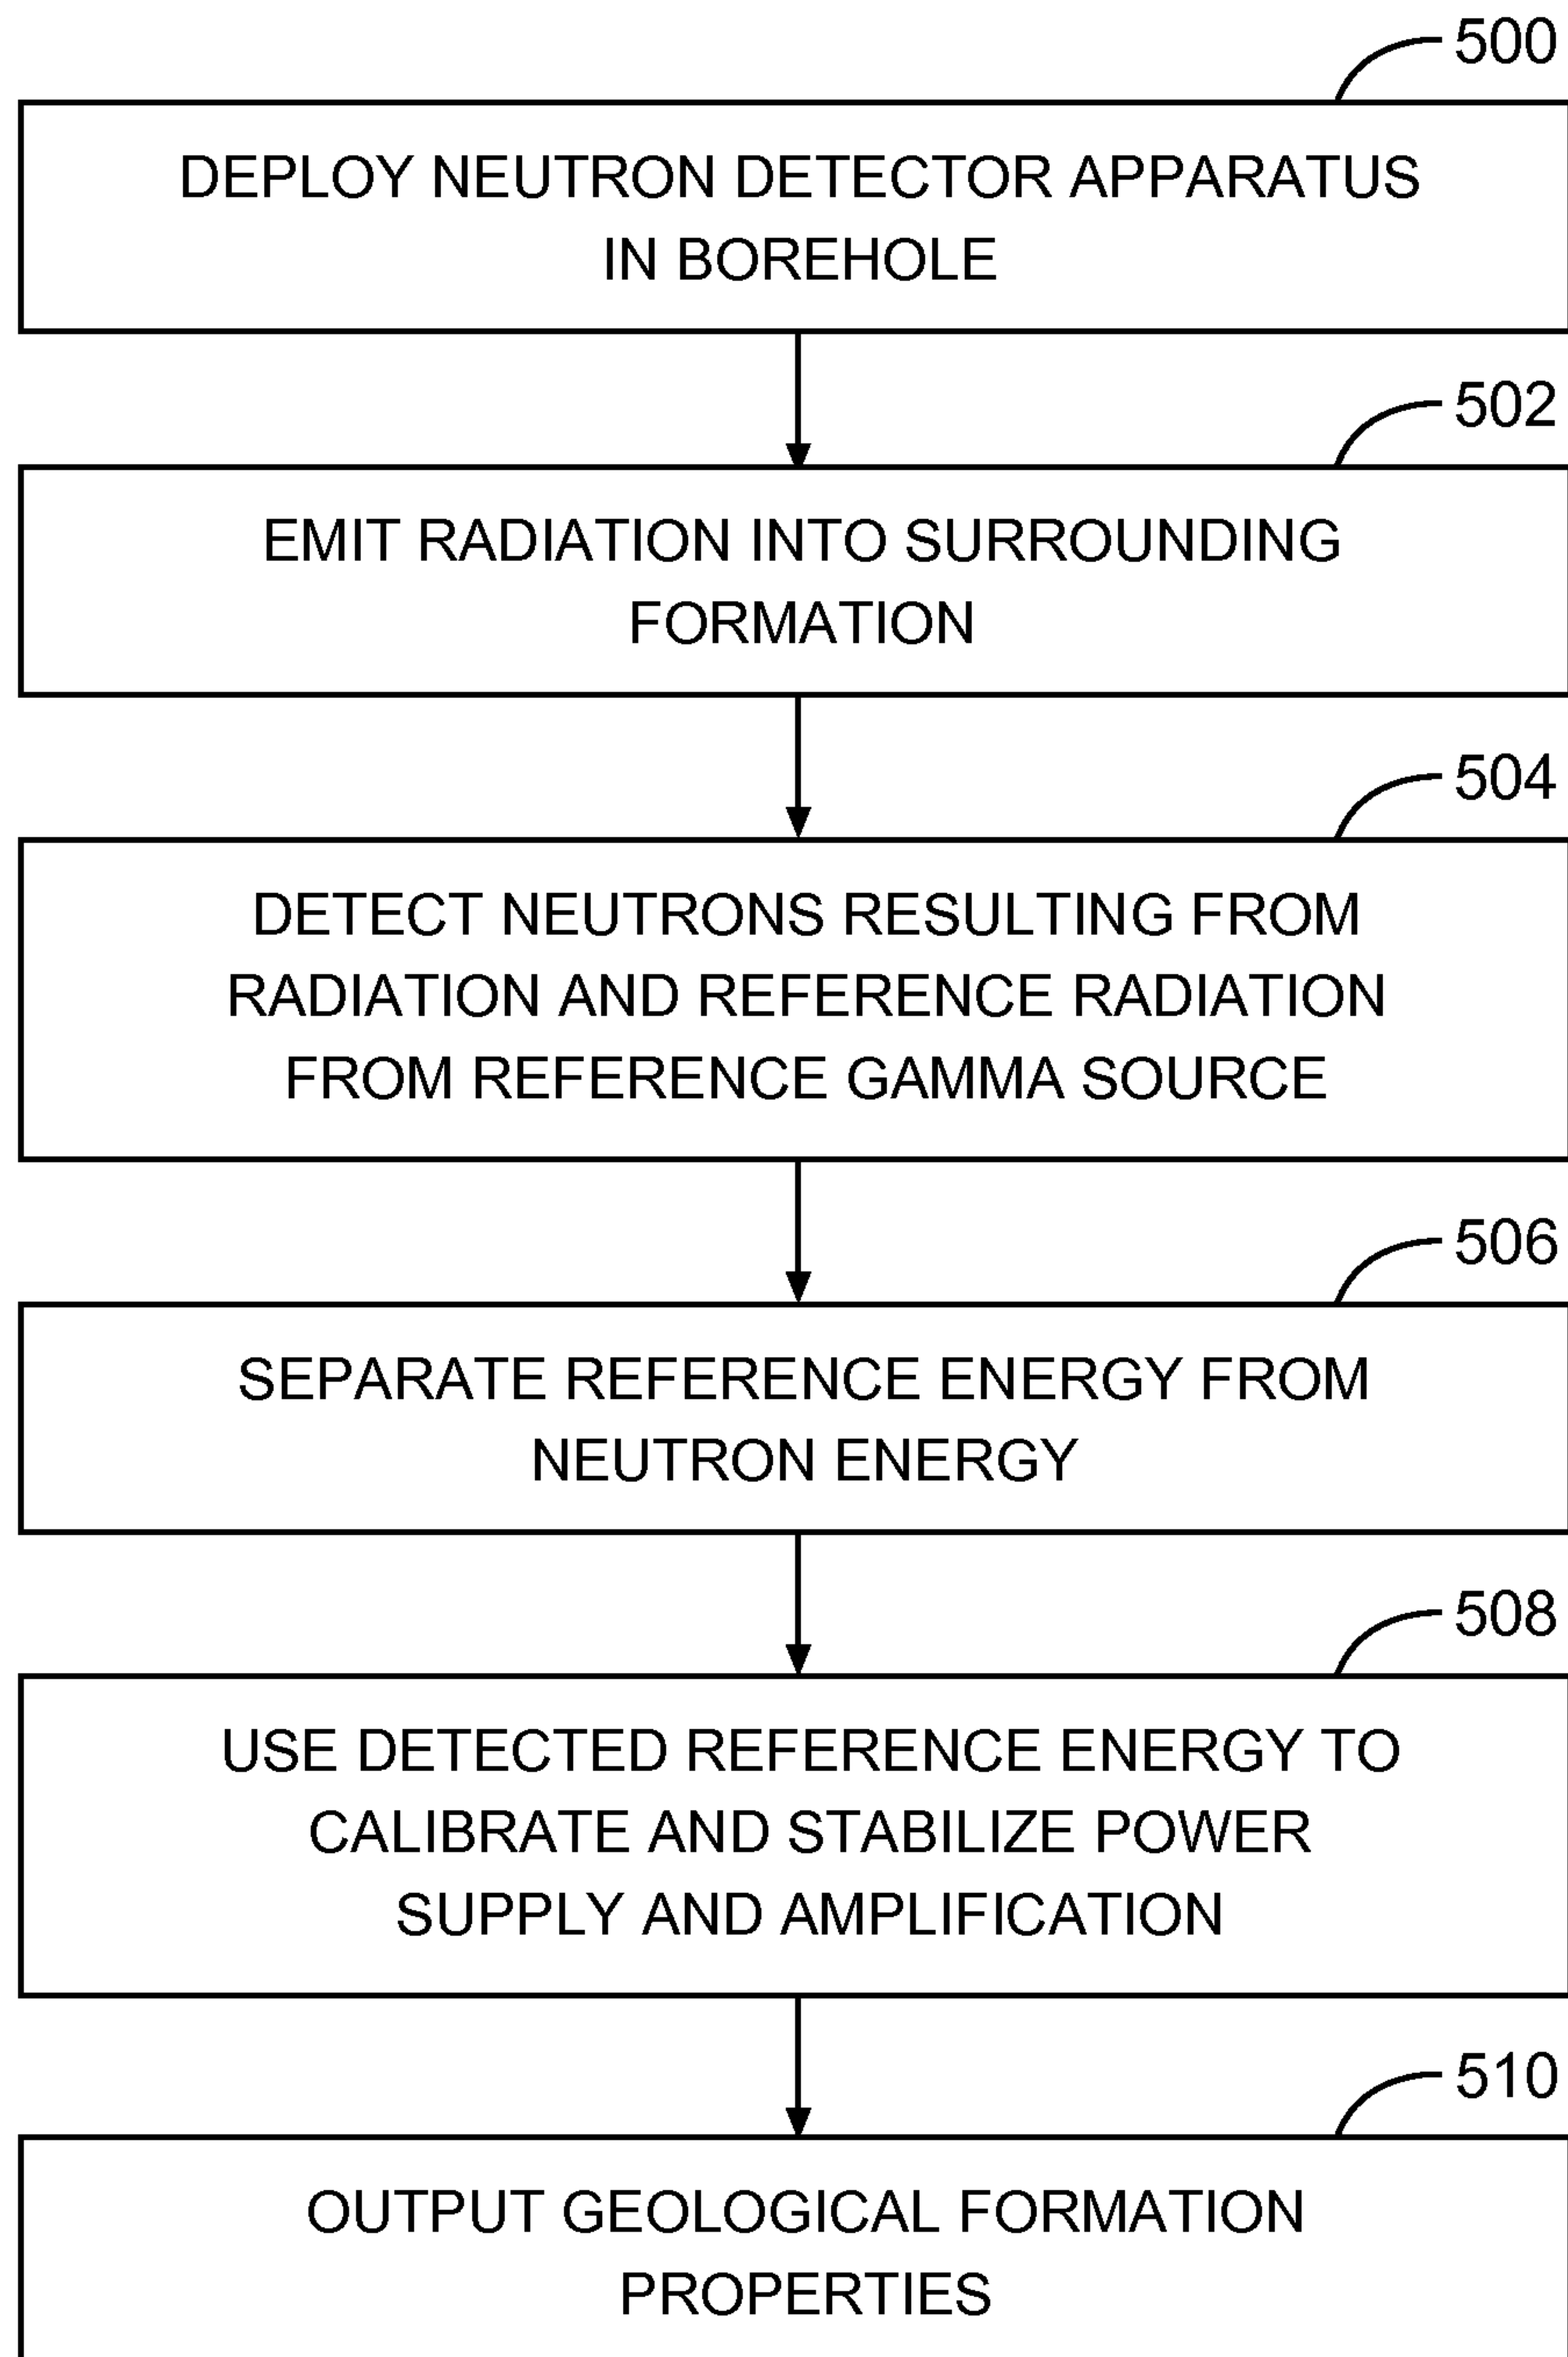 500
DEPLOY NEUTRON DETECTOR APPARATUS
IN BOREHOLE
502
EMIT RADIATION INTO SURROUNDING
FORMATION
504
DETECT NEUTRONS RESULTING FROM
RADIATION AND REFERENCE RADIATION
FROM REFERENCE GAMMA SOURCE
506
SEPARATE REFERENCE ENERGY FROM
NEUTRON ENERGY
508
USE DETECTED REFERENCE ENERGY TO
CALIBRATE AND STABILIZE POWER
SUPPLY AND AMPLIFICATION
510
OUTPUT GEOLOGICAL FORMATION
PROPERTIES